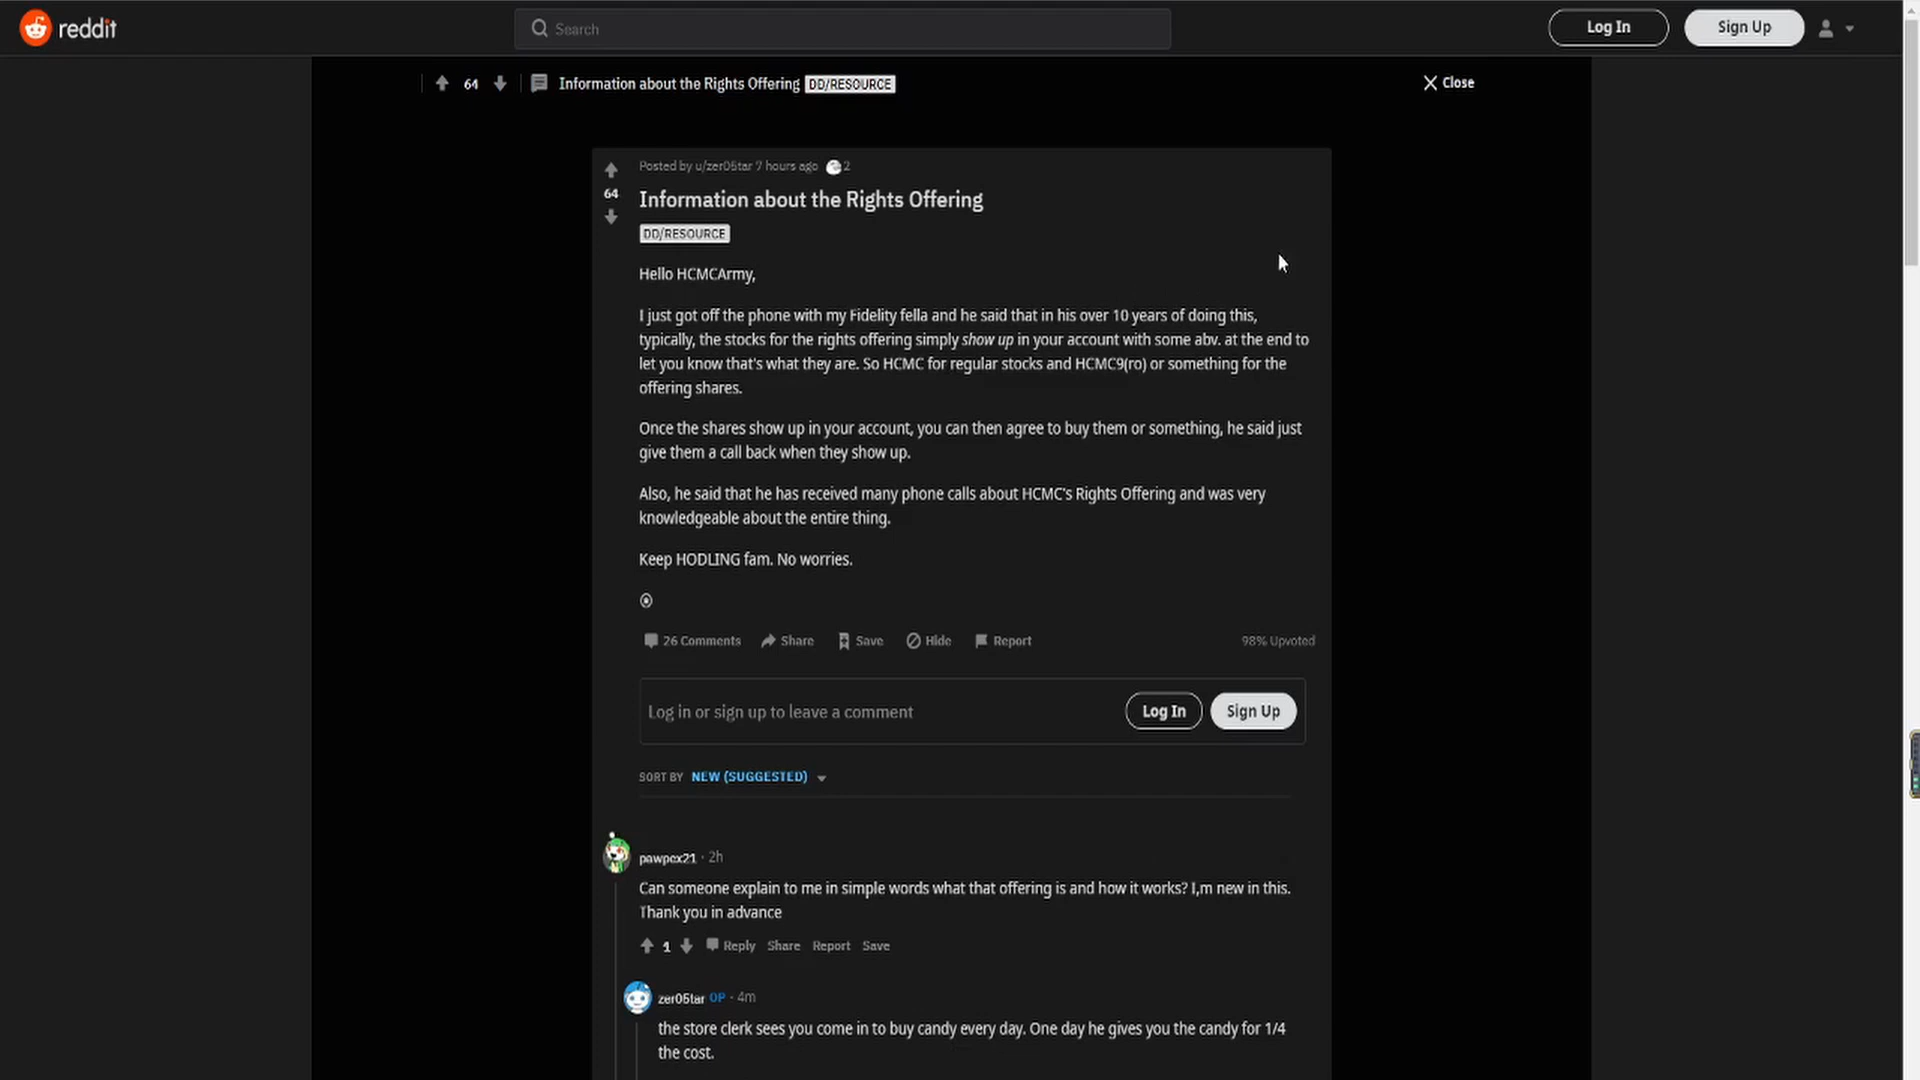 reddit
Search
Log In
Sign Up
64
Information about the Rights Offering DD/RESOURCE
Close
Posted by u/zer05tar 7 hours ago 2
64
Information about the Rights Offering
DD/RESOURCE
Hello HCMCArmy,
I just got off the phone with my Fidelity fella and he said that in his over 10 years of doing this,
typically, the stocks for the rights offering simply show up in your account with some abv. at the end to
let you know that's what they are. So HCMC for regular stocks and HCMC9(ro) or something for the
offering shares.
Once the shares show up in your account, you can then agree to buy them or something, he said just
give them a call back when they show up.
Also, he said that he has received many phone calls about HCMC's Rights Offering and was very
knowledgeable about the entire thing.
Keep HODLING fam. No worries.
26 Comments Share Save Hide Report 98% Upvoted
Log in or sign up to leave a comment
Log In
Sign Up
SORT BY NEW (SUGGESTED)
pawpex21 · 2h
Can someone explain to me in simple words what that offering is and how it works? I,m new in this.
Thank you in advance
1 Reply Share Report Save
zer05tar OP · 4m
the store clerk sees you come in to buy candy every day. One day he gives you the candy for 1/4
the cost.